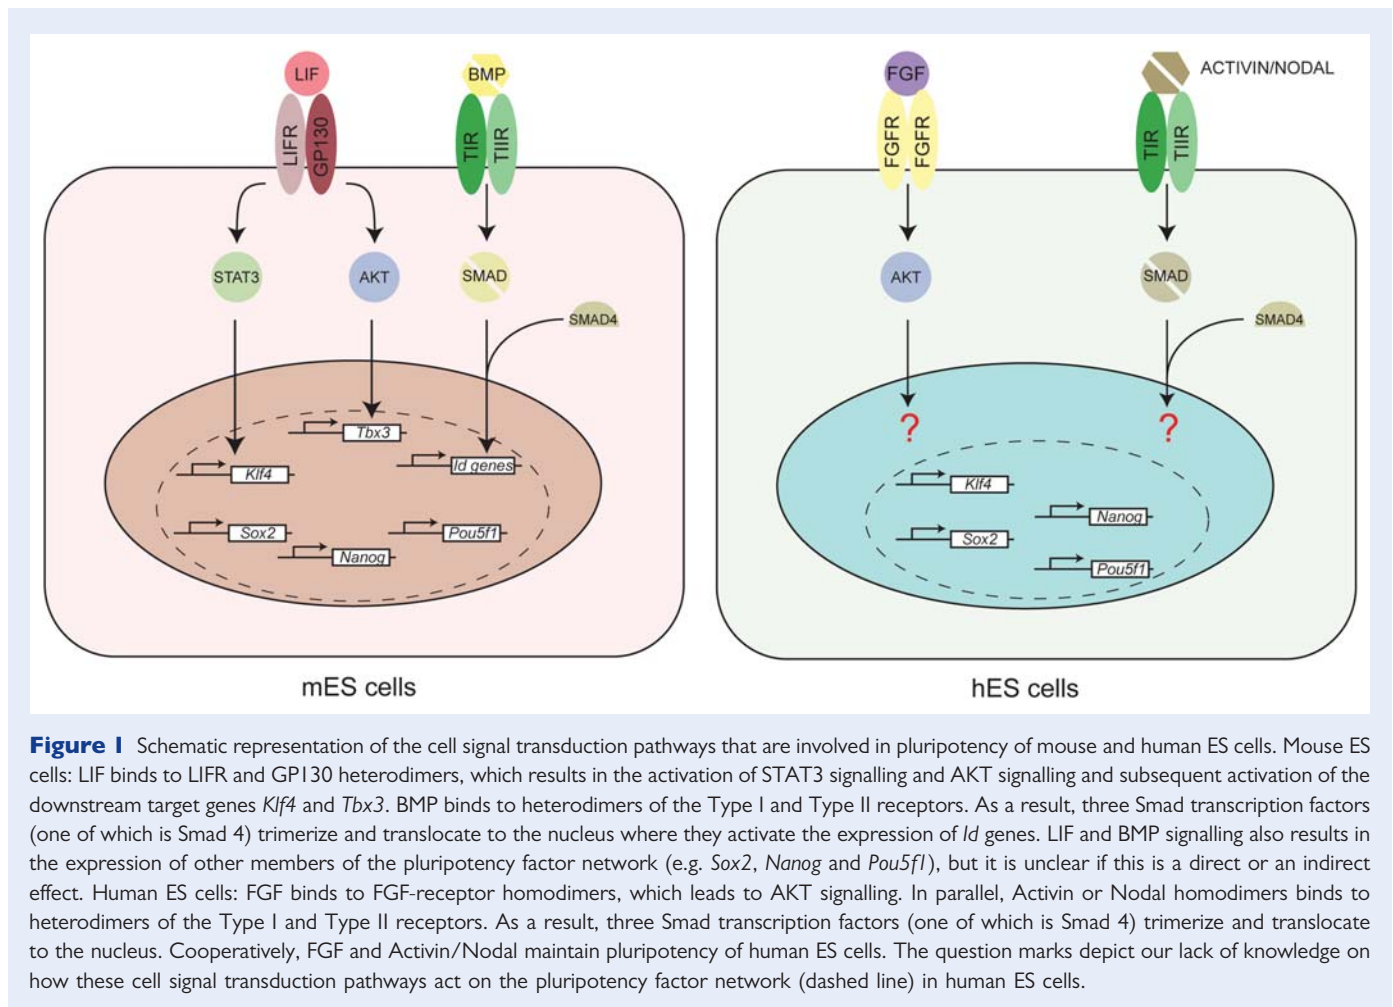 LIF
BMP
LIFR
GP130
TIR
TIIR
STAT3
AKT
SMAD
SMAD4
Tbx3
Klf4
Id genes
Sox2
Pou5f1
Nanog
mES cells
FGF
ACTIVIN/NODAL
FGFR
FGFR
TIR
TIIR
AKT
SMAD
SMAD4
?
?
Klf4
Nanog
Sox2
Pou5f1
hES cells
Figure 1 Schematic representation of the cell signal transduction pathways that are involved in pluripotency of mouse and human ES cells. Mouse ES
cells: LIF binds to LIFR and GP130 heterodimers, which results in the activation of STAT3 signalling and AKT signalling and subsequent activation of the
downstream target genes Klf4 and Tbx3. BMP binds to heterodimers of the Type I and Type II receptors. As a result, three Smad transcription factors
(one of which is Smad 4) trimerize and translocate to the nucleus where they activate the expression of Id genes. LIF and BMP signalling also results in
the expression of other members of the pluripotency factor network (e.g. Sox2, Nanog and Pou5f1), but it is unclear if this is a direct or an indirect
effect. Human ES cells: FGF binds to FGF-receptor homodimers, which leads to AKT signalling. In parallel, Activin or Nodal homodimers binds to
heterodimers of the Type I and Type II receptors. As a result, three Smad transcription factors (one of which is Smad 4) trimerize and translocate
to the nucleus. Cooperatively, FGF and Activin/Nodal maintain pluripotency of human ES cells. The question marks depict our lack of knowledge on
how these cell signal transduction pathways act on the pluripotency factor network (dashed line) in human ES cells.